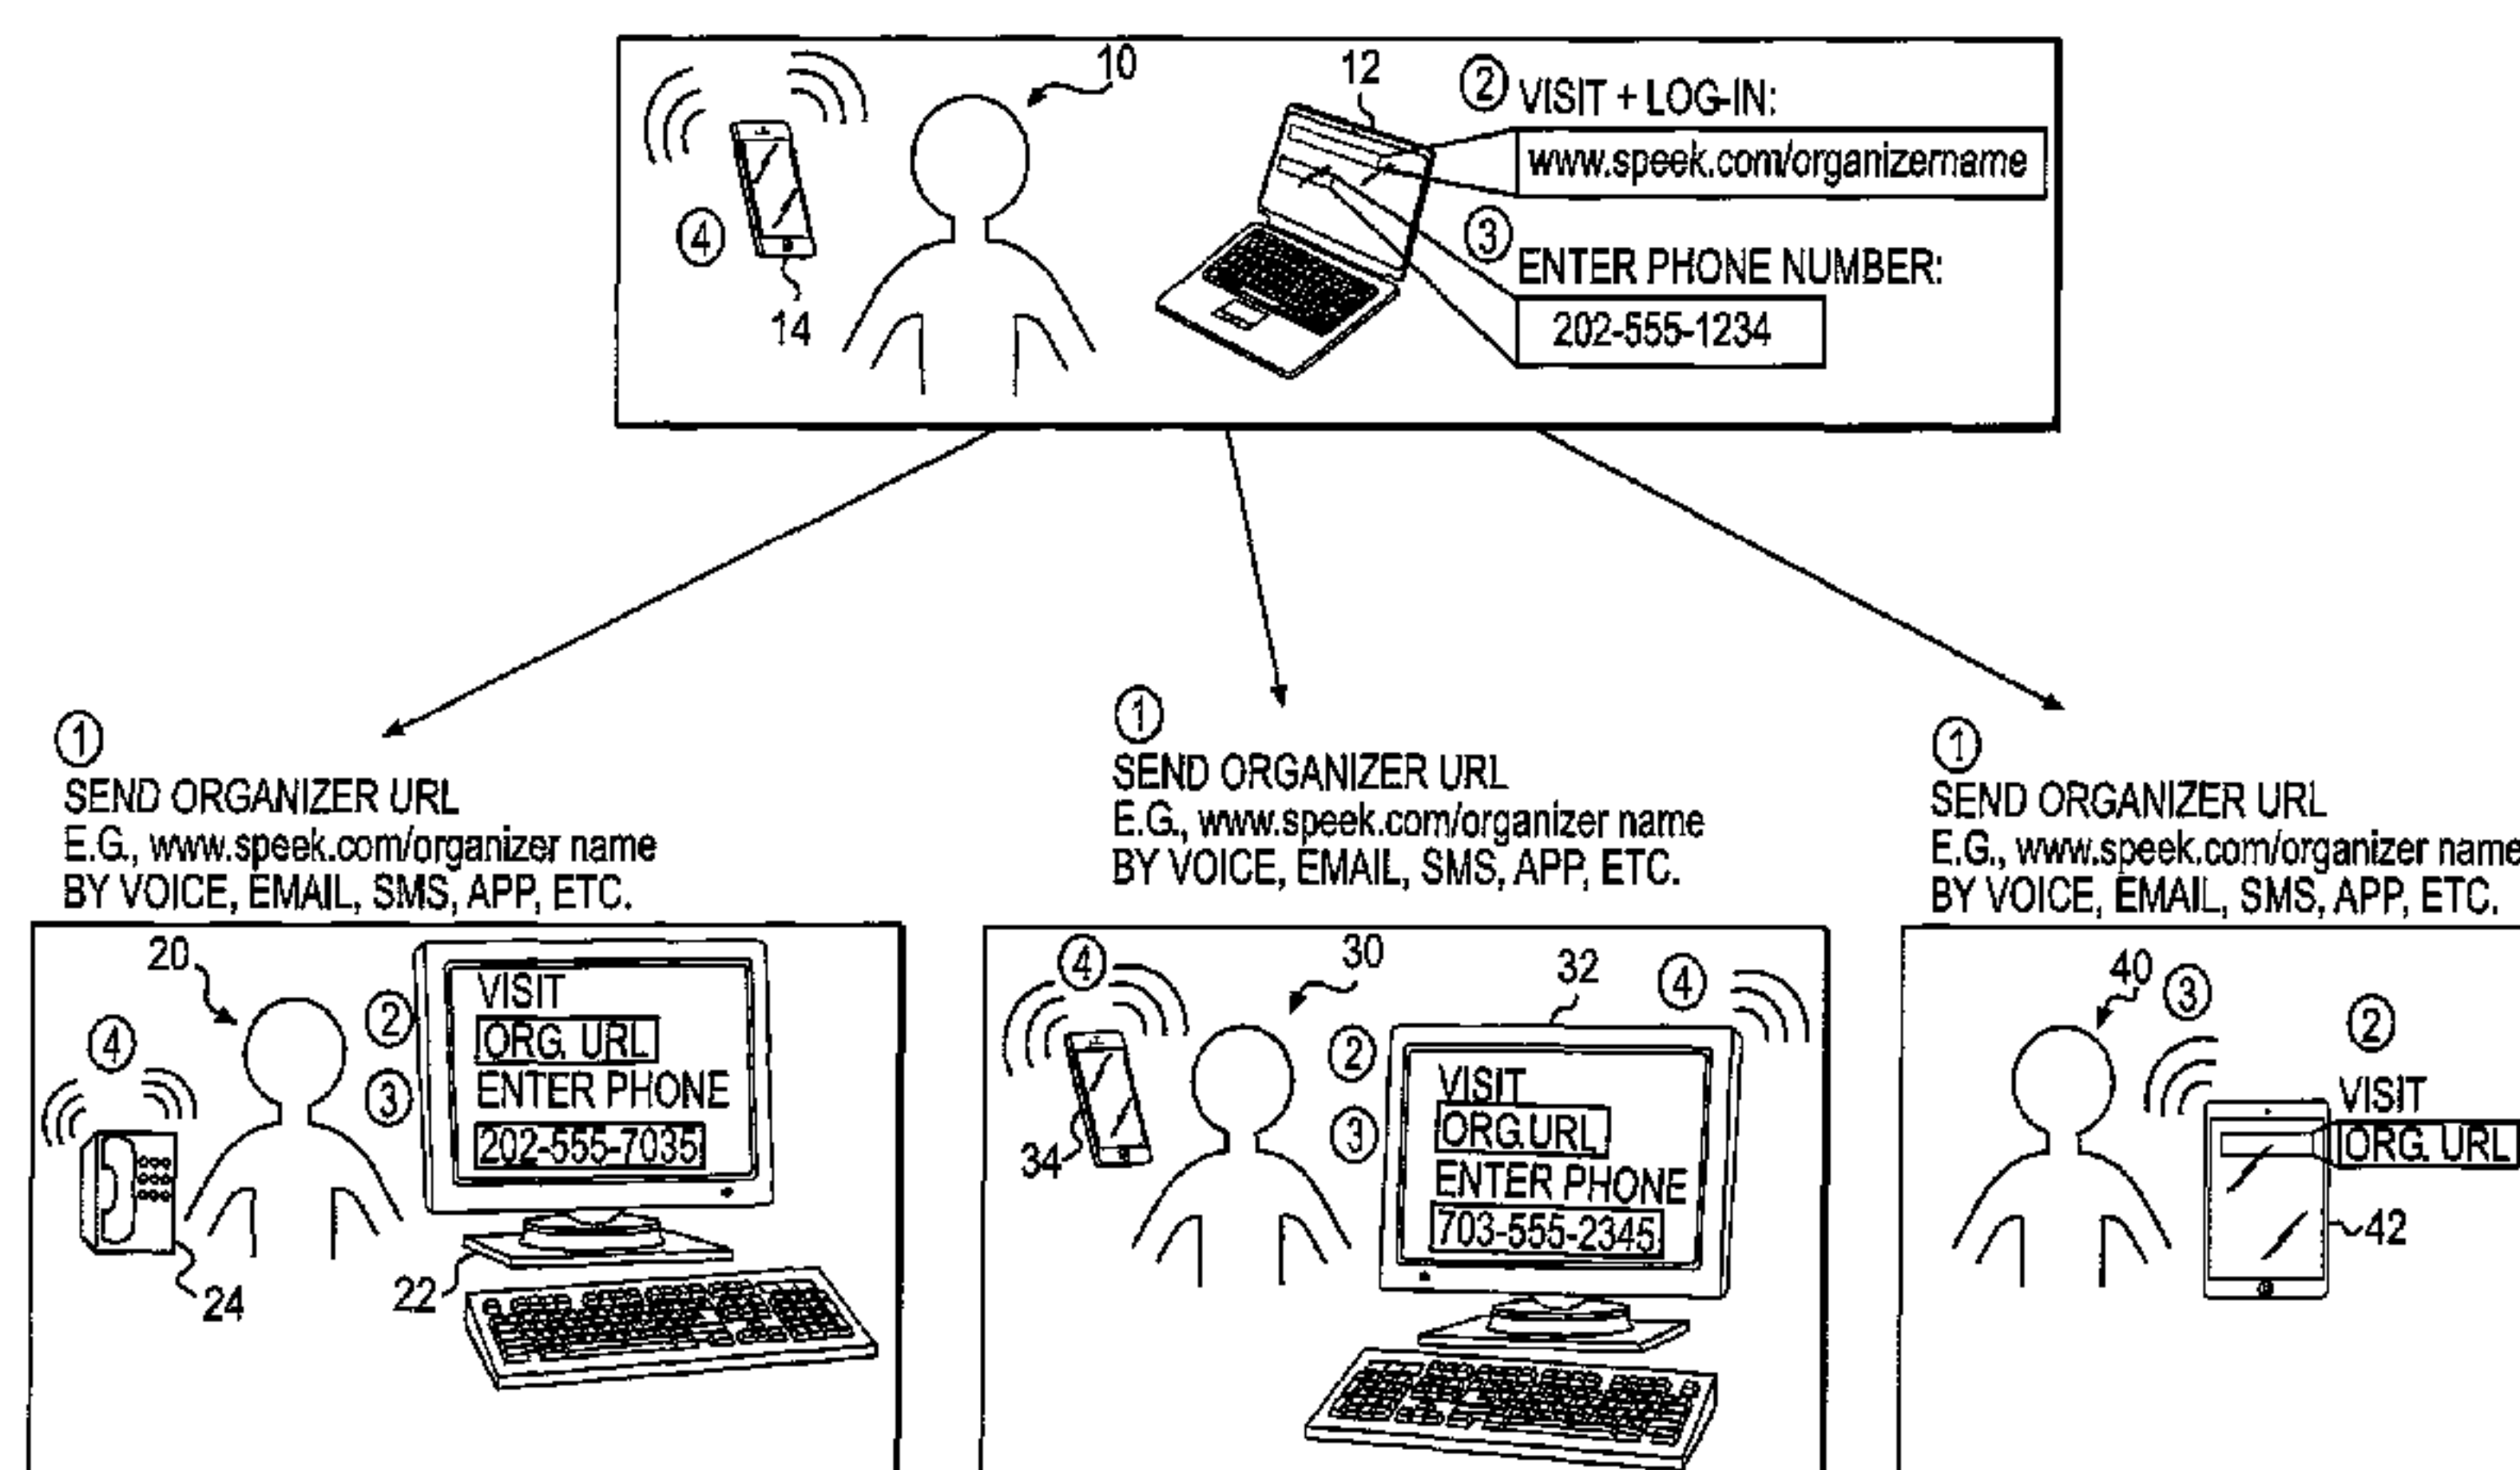 10
12
② VISIT + LOG-IN:
www.speek.com/organizername
③ ENTER PHONE NUMBER:
202-555-1234
④
14
①
SEND ORGANIZER URL
E.G., www.speek.com/organizer name
BY VOICE, EMAIL, SMS, APP, ETC.
①
SEND ORGANIZER URL
E.G., www.speek.com/organizer name
BY VOICE, EMAIL, SMS, APP, ETC.
①
SEND ORGANIZER URL
E.G., www.speek.com/organizer name
BY VOICE, EMAIL, SMS, APP, ETC.
20
④
② VISIT
ORG. URL
③ ENTER PHONE
202-555-7035
24
22
④
30
32
④
② VISIT
ORG.URL
③ ENTER PHONE
703-555-2345
34
40
③
②
VISIT
ORG. URL
42